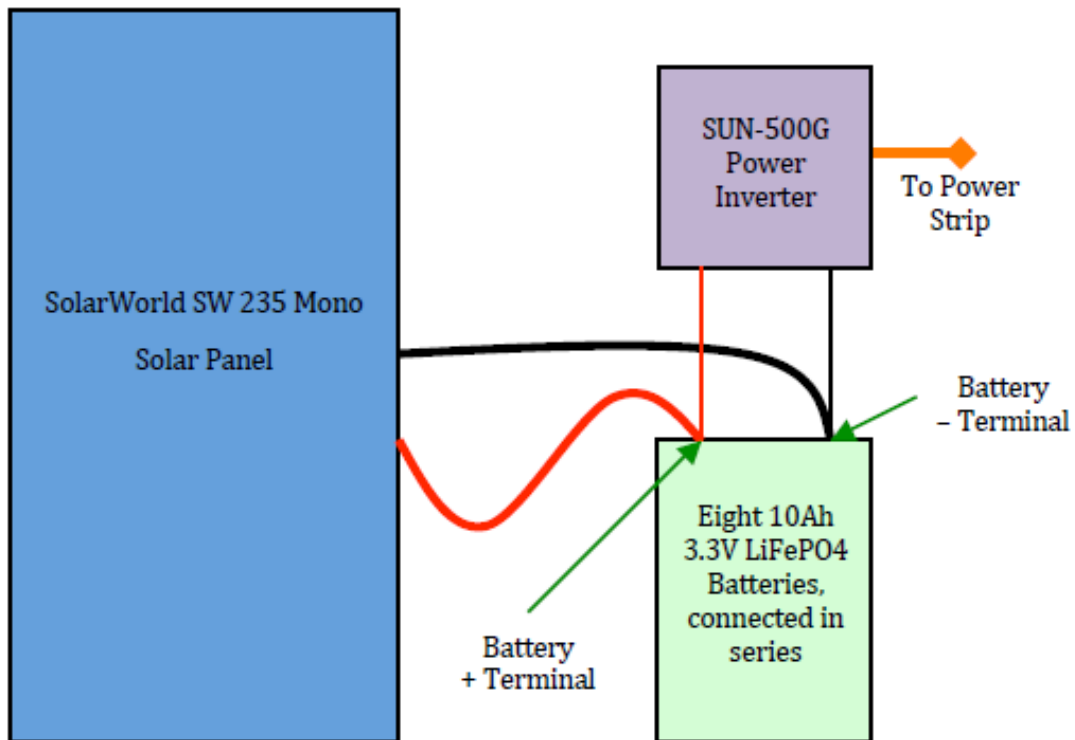 SolarWorld SW 235 Mono
Solar Panel
SUN-500G
Power
Inverter
To Power
Strip
Battery
– Terminal
Eight 10Ah
3.3V LiFePO4
Batteries,
connected in
series
Battery
+ Terminal